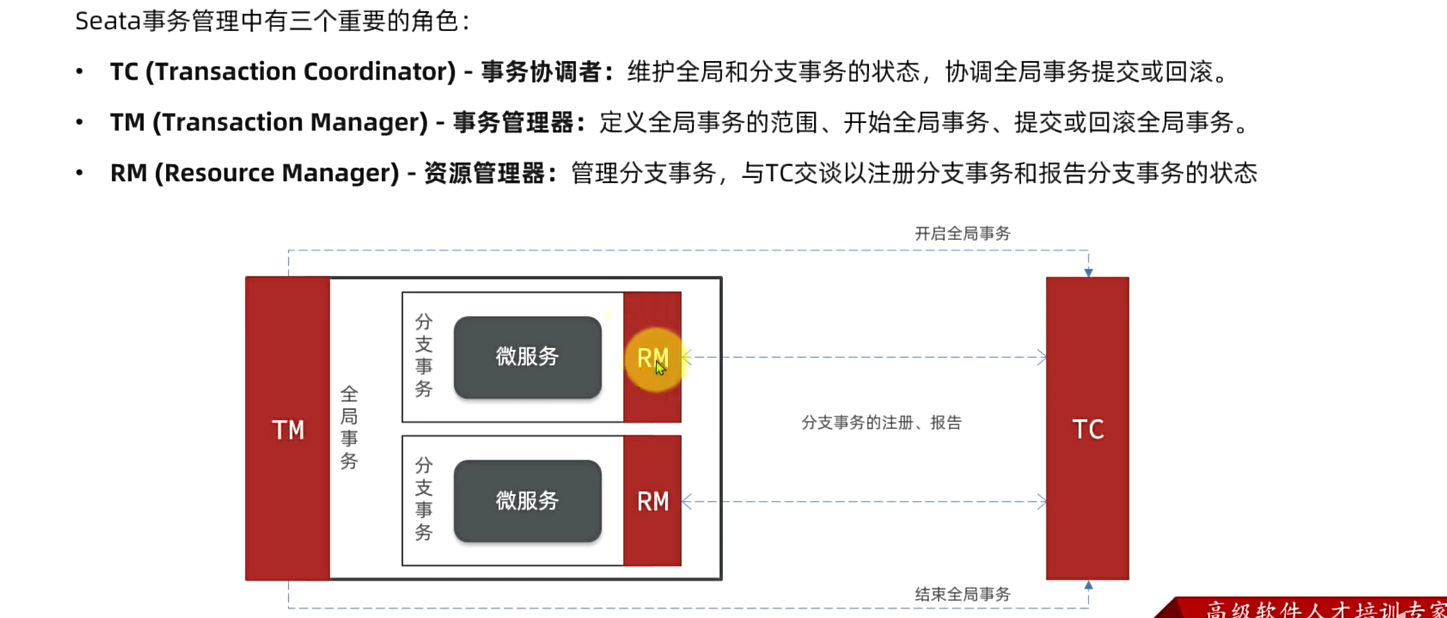 Seata事务管理中有三个重要的角色：
• TC (Transaction Coordinator) - 事务协调者：维护全局和分支事务的状态，协调全局事务提交或回滚。
• TM (Transaction Manager) - 事务管理器：定义全局事务的范围、开始全局事务、提交或回滚全局事务。
• RM (Resource Manager) - 资源管理器：管理分支事务，与TC交谈以注册分支事务和报告分支事务的状态
开启全局事务
TM
全局事务
分支事务
微服务
RM
分支事务的注册、报告
TC
分支事务
微服务
RM
结束全局事务
高级软件人才培训专家